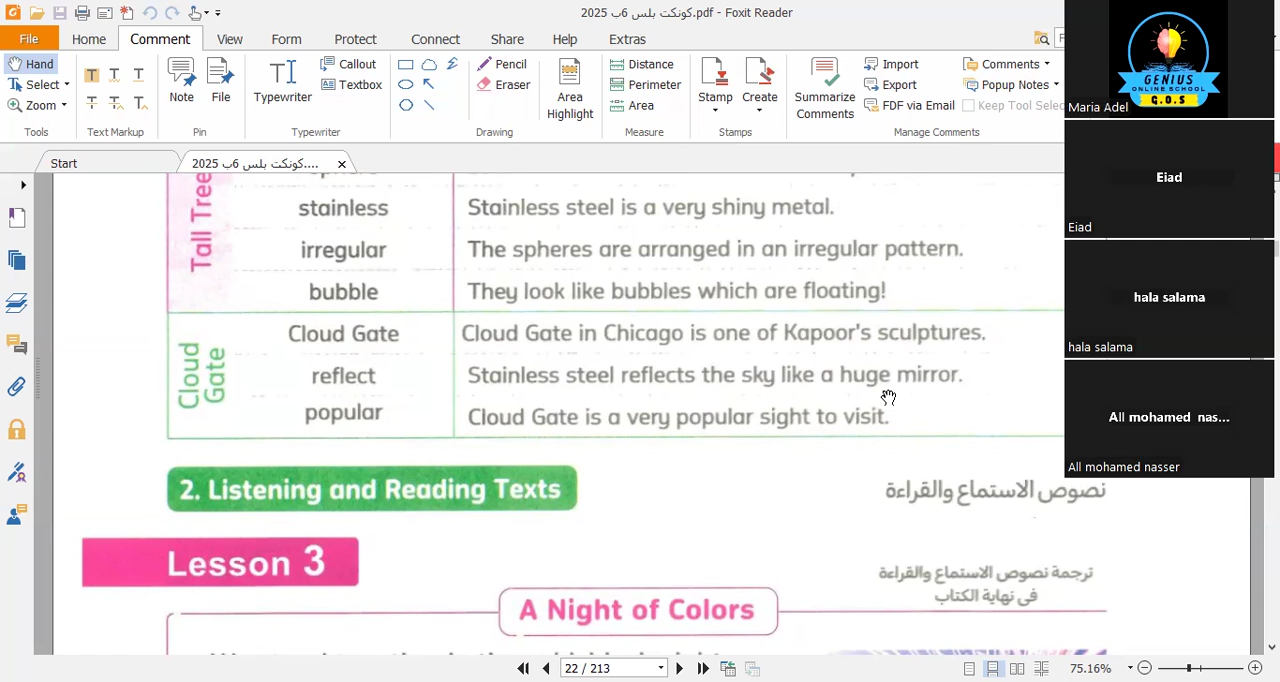 كونكت بلس 6ب 2025.pdf - Foxit Reader
File Home Comment View Form Protect Connect Share Help Extras
Hand
Select
Zoom
Tools
Text Markup
Note
File
Pin
Typewriter
Callout
Textbox
Typewriter
Pencil
Eraser
Drawing
Area Highlight
Distance
Perimeter
Area
Measure
Stamp
Create
Stamps
Summarize Comments
Import
Export
FDF via Email
Comments
Popup Notes
Keep Tool Selec
Manage Comments
Start
كونكت بلس 6ب 2025....
Tall Tree
stainless Stainless steel is a very shiny metal.
irregular The spheres are arranged in an irregular pattern.
bubble They look like bubbles which are floating!
Cloud Gate
Cloud Gate Cloud Gate in Chicago is one of Kapoor's sculptures.
reflect Stainless steel reflects the sky like a huge mirror.
popular Cloud Gate is a very popular sight to visit.
2. Listening and Reading Texts
نصوص الاستماع والقراءة
Lesson 3
ترجمة نصوص الاستماع والقراءة
فى نهاية الكتاب
A Night of Colors
22 / 213
75.16%
GENIUS
ONLINE SCHOOL
G.O.S
Maria Adel
Eiad
Eiad
hala salama
hala salama
All mohamed nas...
All mohamed nasser